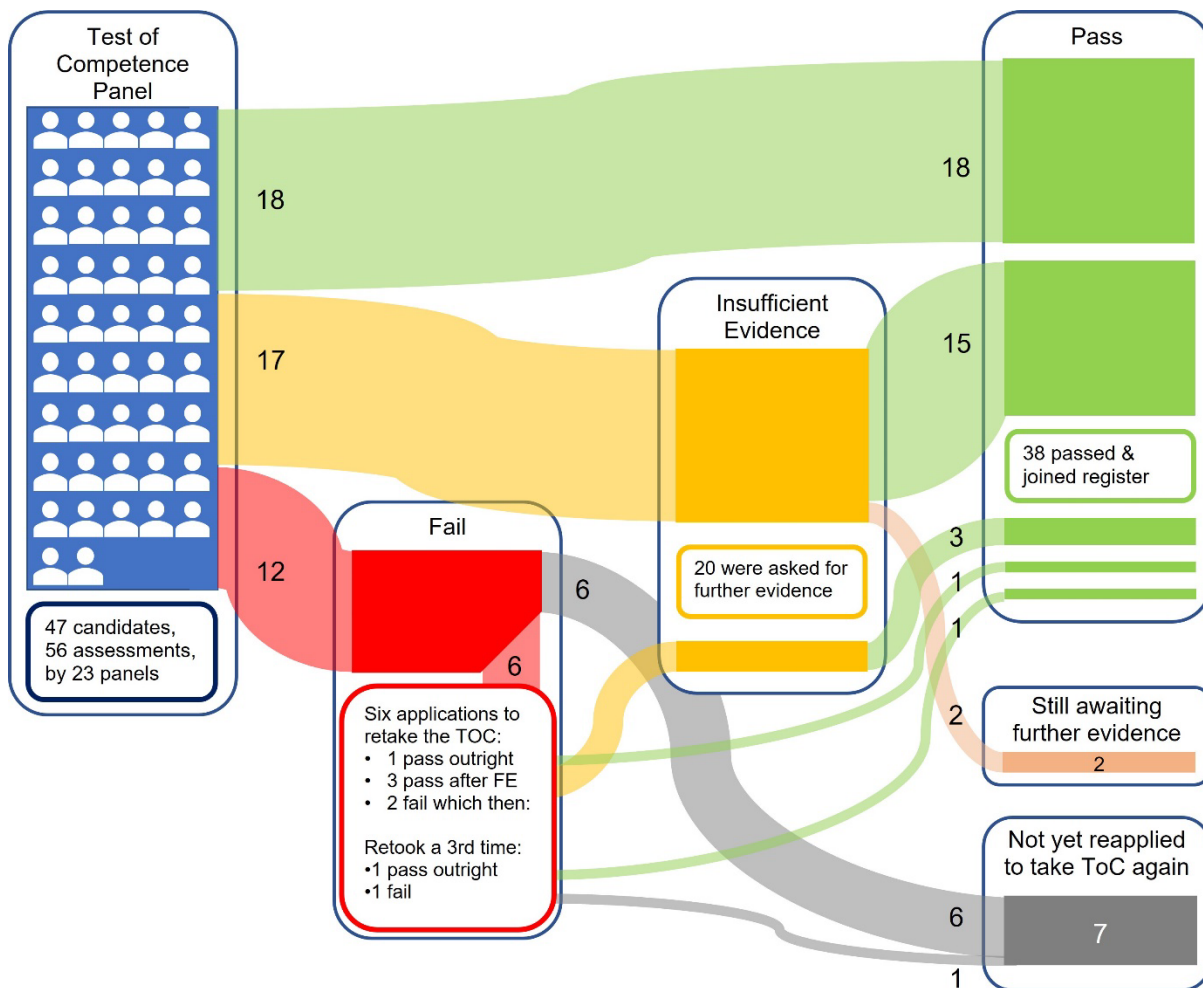 Test of
Competence
Panel
18
17
12
47 candidates,
56 assessments,
by 23 panels
Fail
6
6
Six applications to
retake the TOC:
• 1 pass outright
• 3 pass after FE
• 2 fail which then:
Retook a 3rd time:
•1 pass outright
•1 fail
Insufficient
Evidence
20 were asked for
further evidence
Pass
18
15
38 passed &
joined register
3
1
1
2
Still awaiting
further evidence
2
Not yet reapplied
to take ToC again
6
7
1